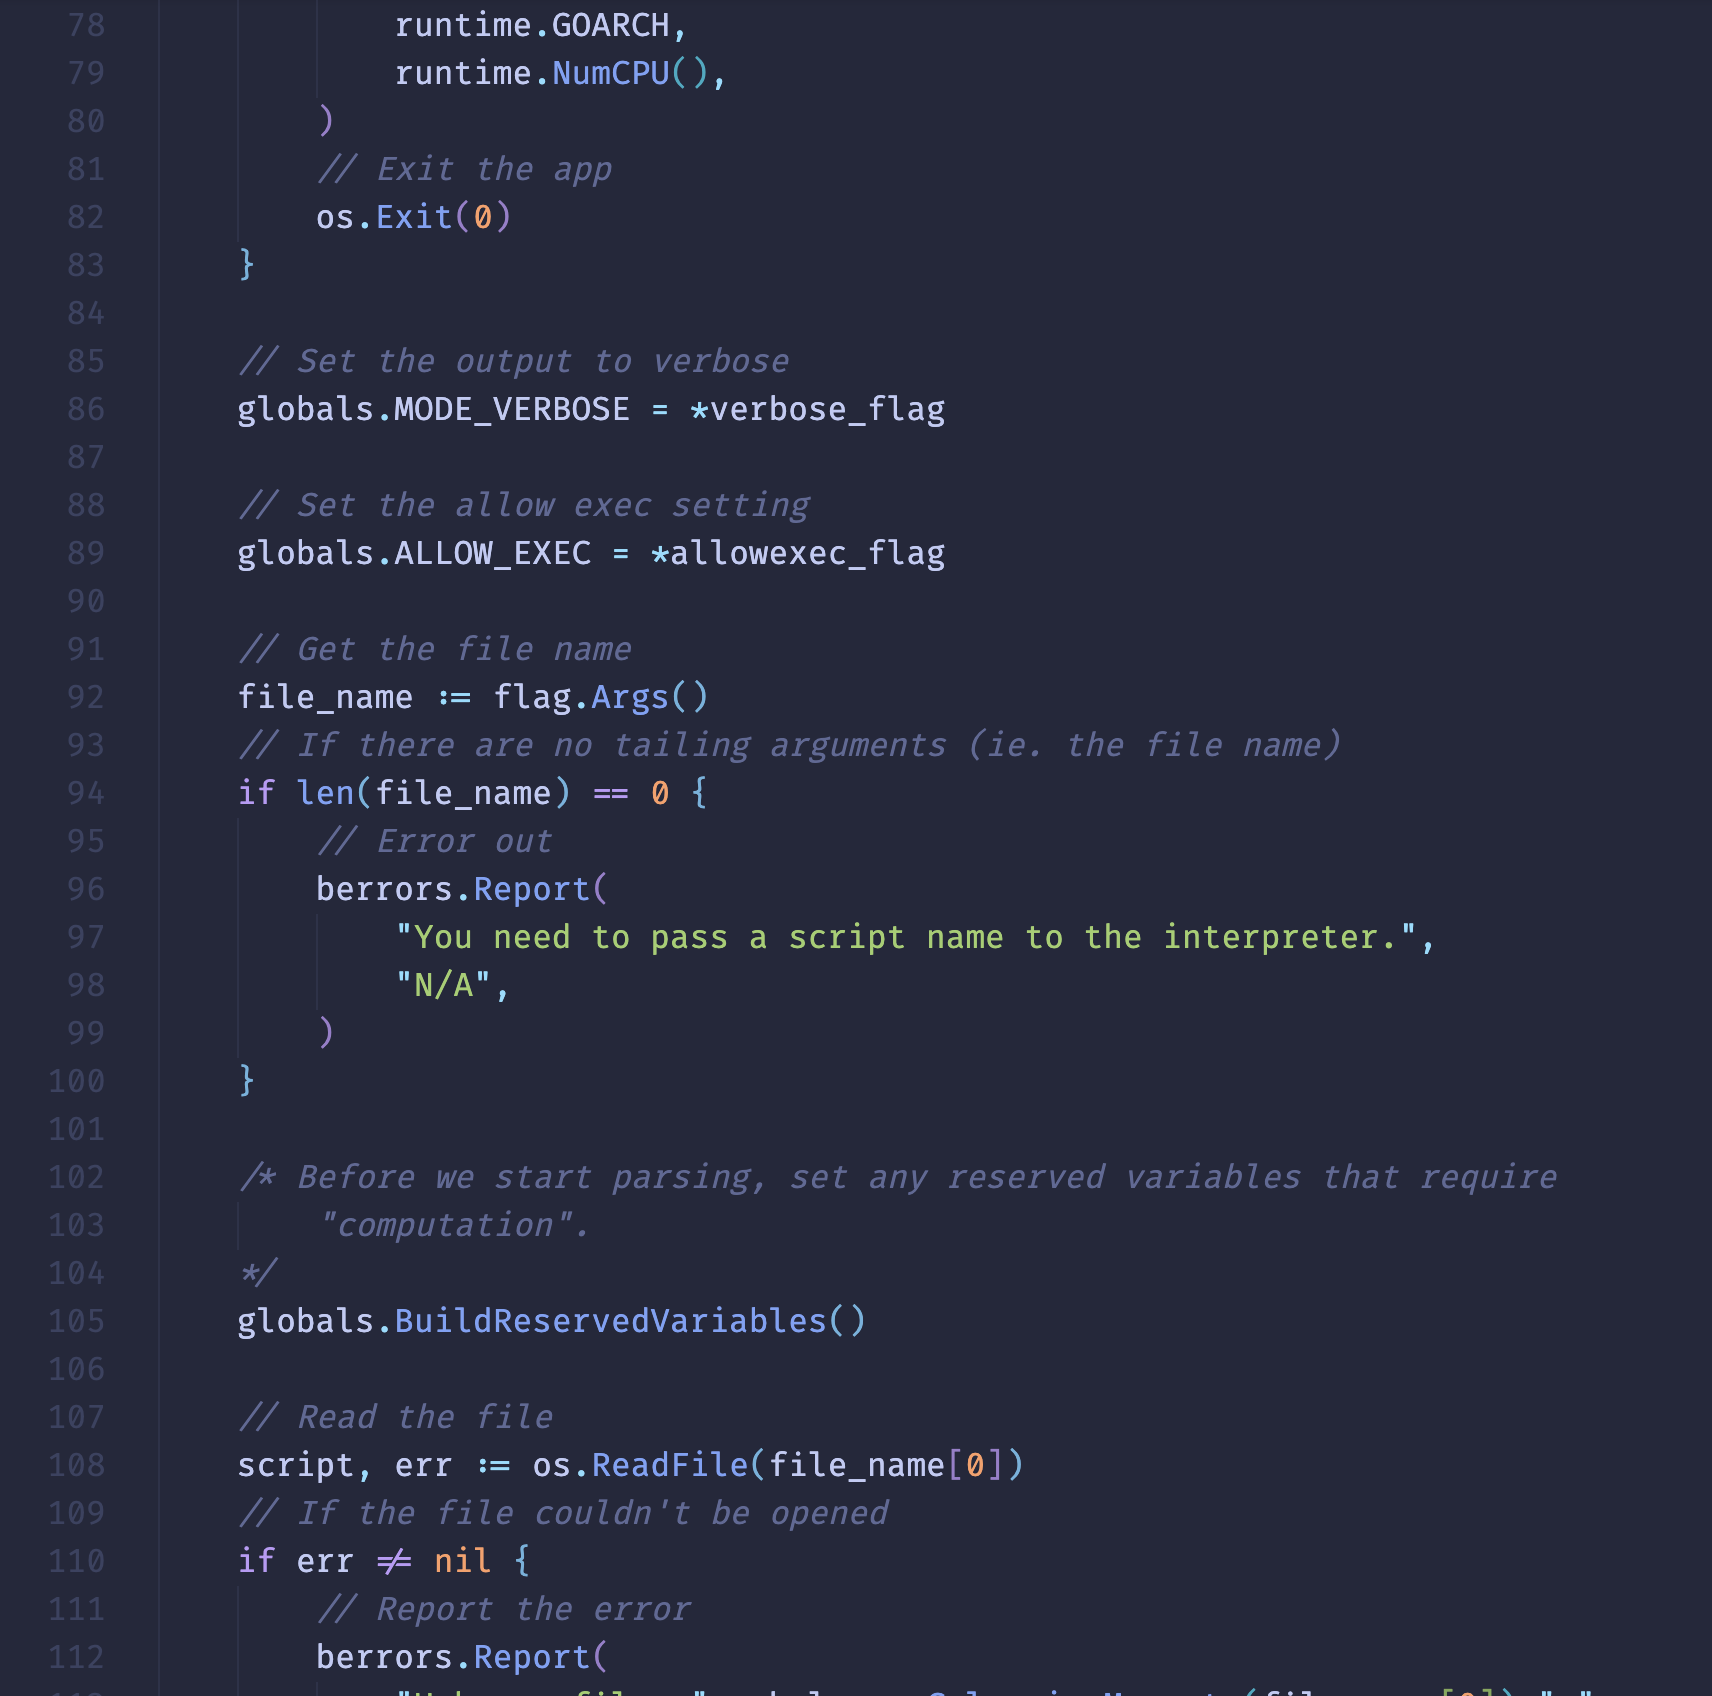 78 runtime.GOARCH,
79 runtime.NumCPU(),
80 )
81 // Exit the app
82 os.Exit(0)
83 }
84
85 // Set the output to verbose
86 globals.MODE_VERBOSE = *verbose_flag
87
88 // Set the allow exec setting
89 globals.ALLOW_EXEC = *allowexec_flag
90
91 // Get the file name
92 file_name := flag.Args()
93 // If there are no tailing arguments (ie. the file name)
94 if len(file_name) == 0 {
95 // Error out
96 berrors.Report(
97 "You need to pass a script name to the interpreter.",
98 "N/A",
99 )
100 }
101
102 /* Before we start parsing, set any reserved variables that require
103 "computation".
104 */
105 globals.BuildReservedVariables()
106
107 // Read the file
108 script, err := os.ReadFile(file_name[0])
109 // If the file couldn't be opened
110 if err != nil {
111 // Report the error
112 berrors.Report(